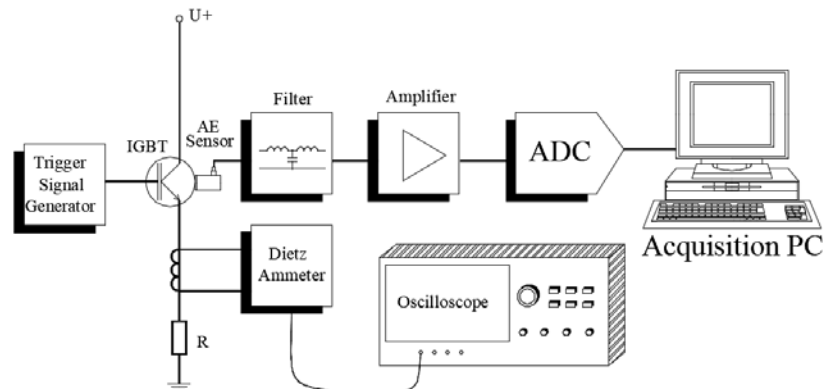 U+
Filter
Amplifier
AE
Sensor
IGBT
Trigger
Signal
Generator
ADC
Acquisition PC
Dietz
Ammeter
Oscilloscope
R